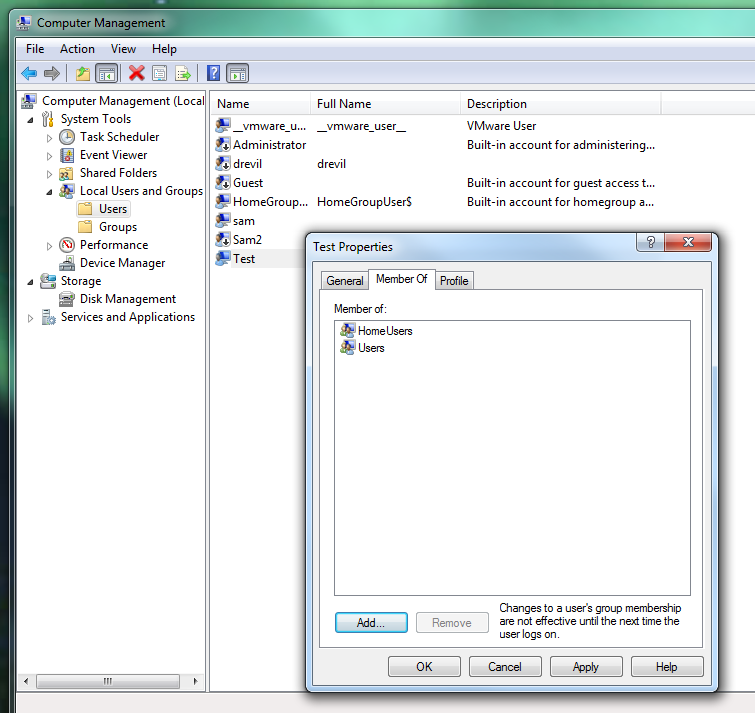 Computer Management
File Action View Help
Computer Management (Local
System Tools
Task Scheduler
Event Viewer
Shared Folders
Local Users and Groups
Users
Groups
Performance
Device Manager
Storage
Disk Management
Services and Applications
Name Full Name Description
__vmware_u... __vmware_user__ VMware User
Administrator Built-in account for administering...
drevil drevil
Guest Built-in account for guest access t...
HomeGroup... HomeGroupUser$ Built-in account for homegroup a...
sam
Sam2
Test
Test Properties
General Member Of Profile
Member of:
HomeUsers
Users
Add... Remove
Changes to a user's group membership
are not effective until the next time the
user logs on.
OK Cancel Apply Help